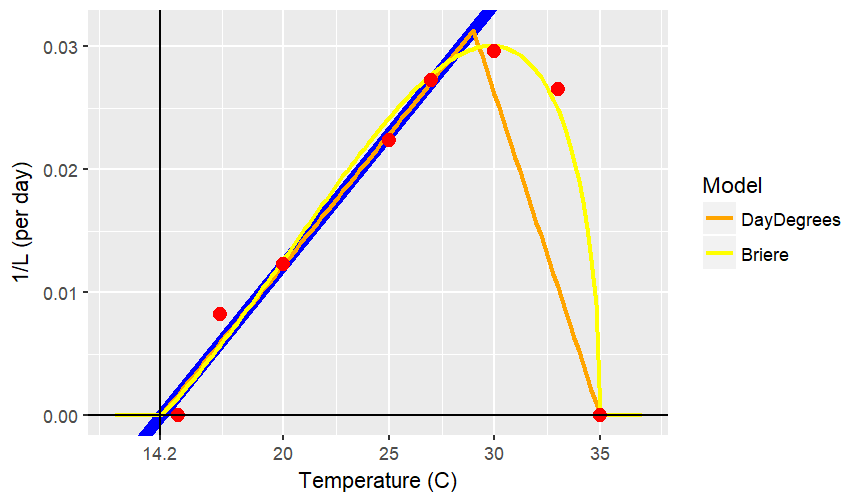 1/L (per day)
0.03
0.02
0.01
0.00
14.2 20 25 30 35
Temperature (C)
Model
DayDegrees
Briere